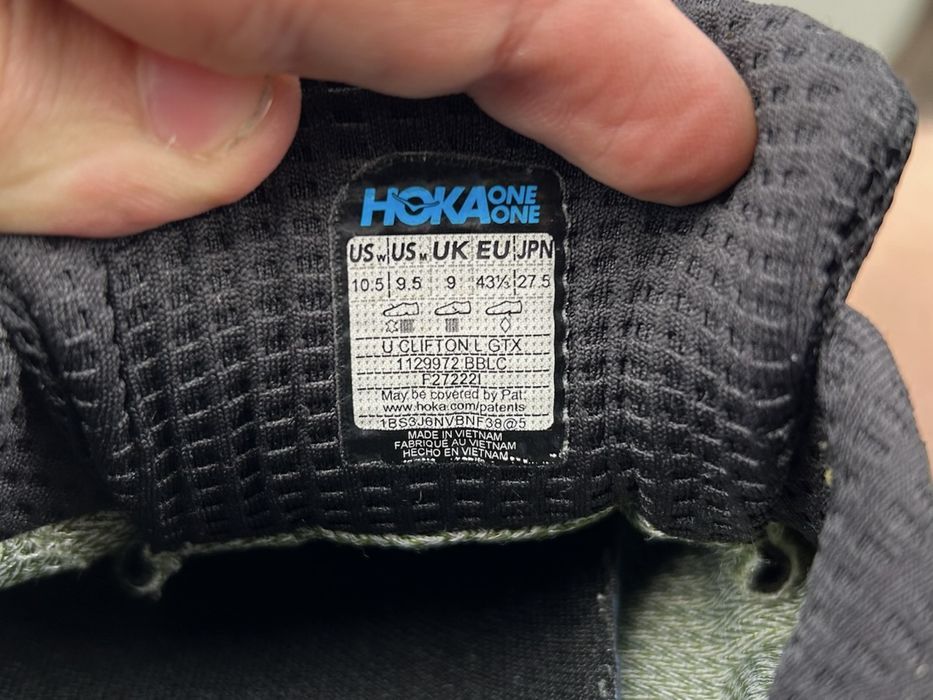 HOKA ONE ONE
US W US M UK EU JPN
10.5 9.5 9 43⅓ 27.5
U CLIFTON L GTX
1129972 BBLC
F27222I
May be covered by Pat.
www.hoka.com/patents
1BS3J6NVBNF38@5
MADE IN VIETNAM
FABRIQUÉ AU VIETNAM
HECHO EN VIETNAM